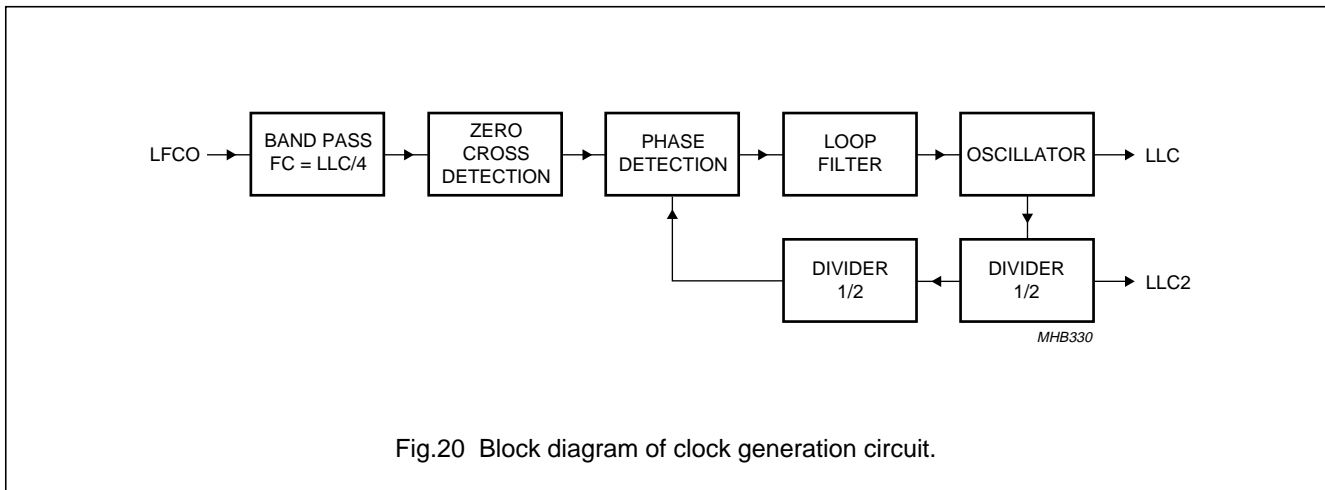 LFCO
BAND PASS
FC = LLC/4
ZERO
CROSS
DETECTION
PHASE
DETECTION
LOOP
FILTER
OSCILLATOR
LLC
DIVIDER
1/2
DIVIDER
1/2
LLC2
MHB330
Fig.20 Block diagram of clock generation circuit.